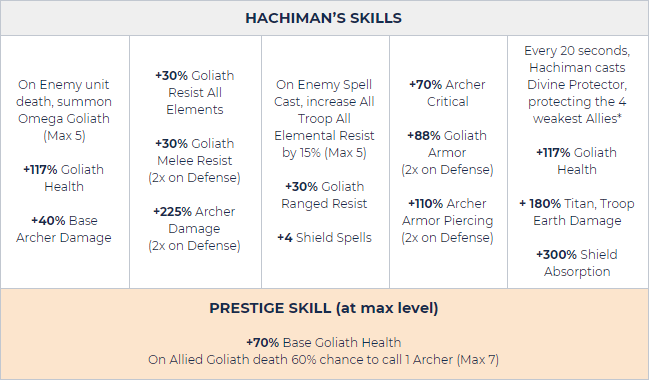 HACHIMAN’S SKILLS
On Enemy unit
death, summon
Omega Goliath
(Max 5)
+117% Goliath
Health
+40% Base
Archer Damage
+30% Goliath
Resist All
Elements
+30% Goliath
Melee Resist
(2x on Defense)
+225% Archer
Damage
(2x on Defense)
On Enemy Spell
Cast, increase All
Troop All
Elemental Resist
by 15% (Max 5)
+30% Goliath
Ranged Resist
+4 Shield Spells
+70% Archer
Critical
+88% Goliath
Armor
(2x on Defense)
+110% Archer
Armor Piercing
(2x on Defense)
Every 20 seconds,
Hachiman casts
Divine Protector,
protecting the 4
weakest Allies*
+117% Goliath
Health
+ 180% Titan, Troop
Earth Damage
+300% Shield
Absorption
PRESTIGE SKILL (at max level)
+70% Base Goliath Health
On Allied Goliath death 60% chance to call 1 Archer (Max 7)